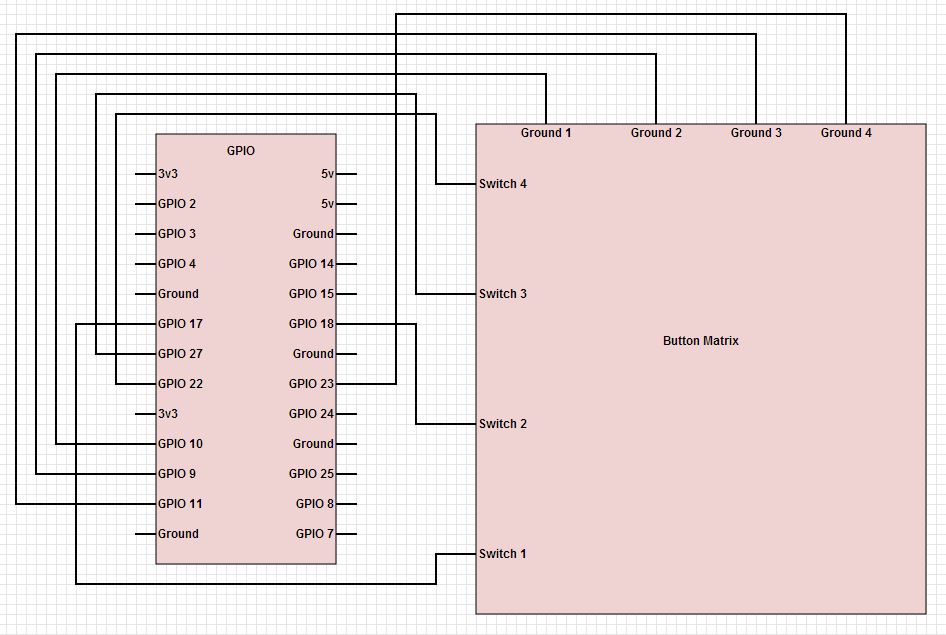 Ground 1
Ground 2
Ground 3
Ground 4
GPIO
3v3
5v
GPIO 2
5v
GPIO 3
Ground
GPIO 4
GPIO 14
Ground
GPIO 15
GPIO 17
GPIO 18
GPIO 27
Ground
GPIO 22
GPIO 23
3v3
GPIO 24
GPIO 10
Ground
GPIO 9
GPIO 25
GPIO 11
GPIO 8
Ground
GPIO 7
Switch 4
Switch 3
Button Matrix
Switch 2
Switch 1